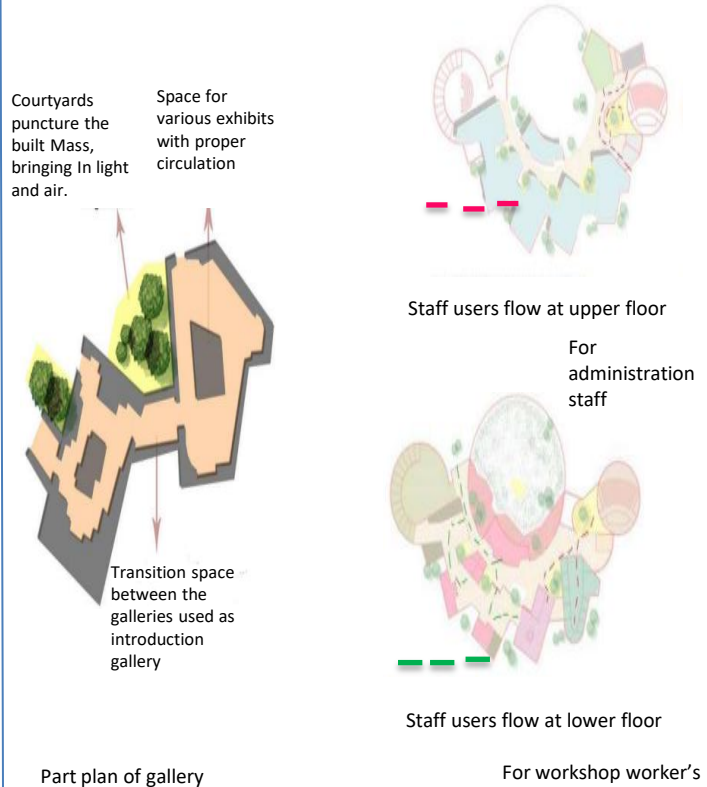 Courtyards
puncture the
built Mass,
bringing In light
and air.
Space for
various exhibits
with proper
circulation
Transition space
between the
galleries used as
introduction
gallery
Part plan of gallery
Staff users flow at upper floor
For
administration
staff
Staff users flow at lower floor
For workshop worker’s